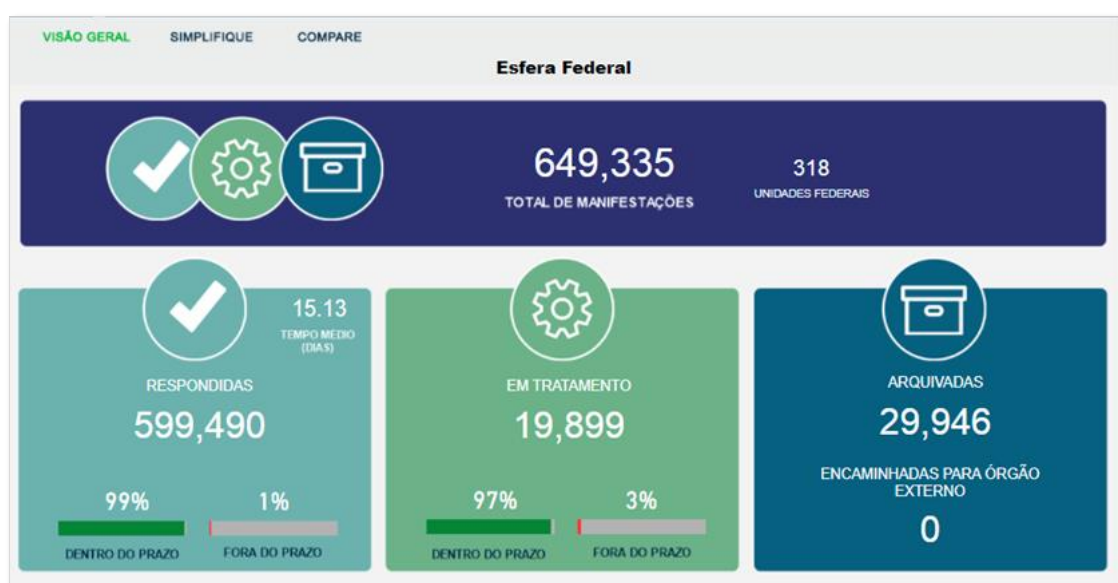 VISÃO GERAL SIMPLIFIQUE COMPARE
Esfera Federal
649,335
TOTAL DE MANIFESTAÇÕES
318
UNIDADES FEDERAIS
15.13
TEMPO MÉDIO
(DIAS)
RESPONDIDAS
599,490
99% 1%
DENTRO DO PRAZO FORA DO PRAZO
EM TRATAMENTO
19,899
97% 3%
DENTRO DO PRAZO FORA DO PRAZO
ARQUIVADAS
29,946
ENCAMINHADAS PARA ÓRGÃO
EXTERNO
0